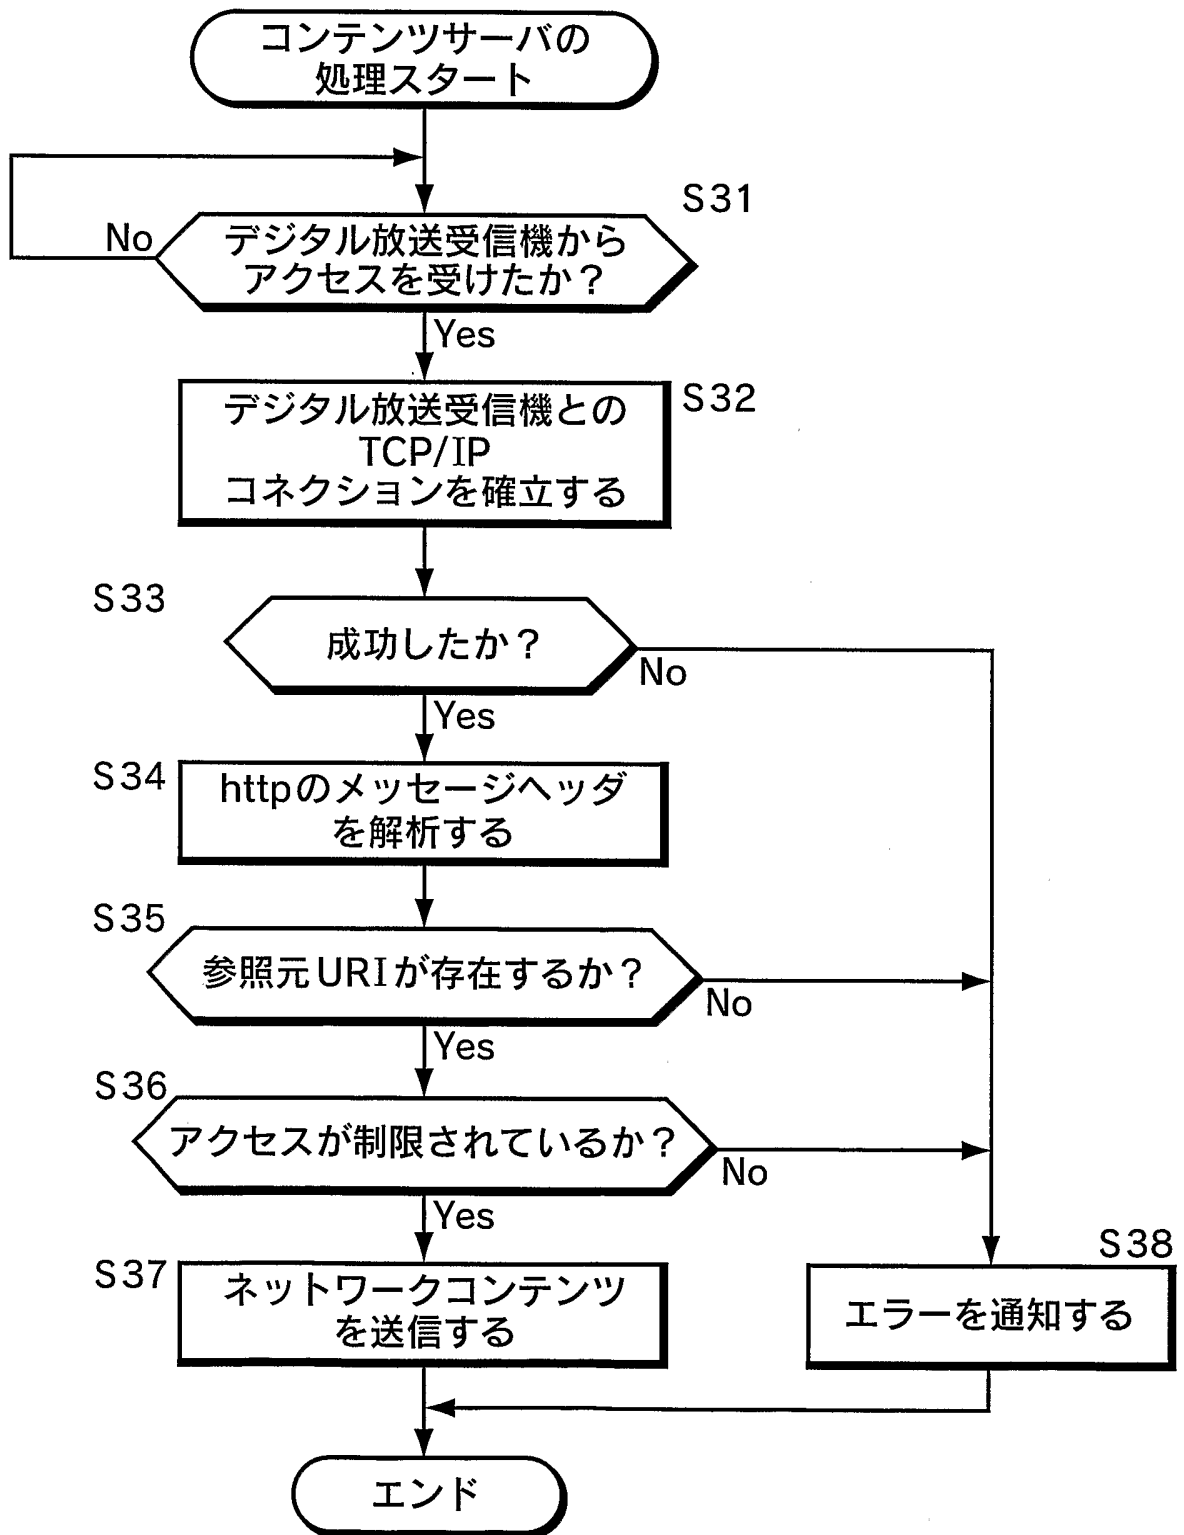 コンテンツサーバの
処理スタート
S31
No
デジタル放送受信機から
アクセスを受けたか？
Yes
S32
デジタル放送受信機との
TCP/IP
コネクションを確立する
S33
成功したか？
No
Yes
S34
httpのメッセージヘッダ
を解析する
S35
参照元URIが存在するか？
No
Yes
S36
アクセスが制限されているか？
No
Yes
S37
ネットワークコンテンツ
を送信する
S38
エラーを通知する
エンド